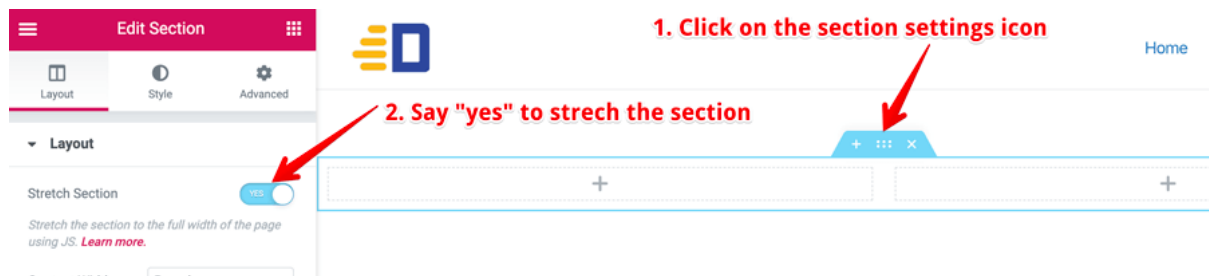 Edit Section
1. Click on the section settings icon
Home
Layout
Style
Advanced
2. Say "yes" to strech the section
Layout
Stretch Section
YES
Stretch the section to the full width of the page
using JS. Learn more.